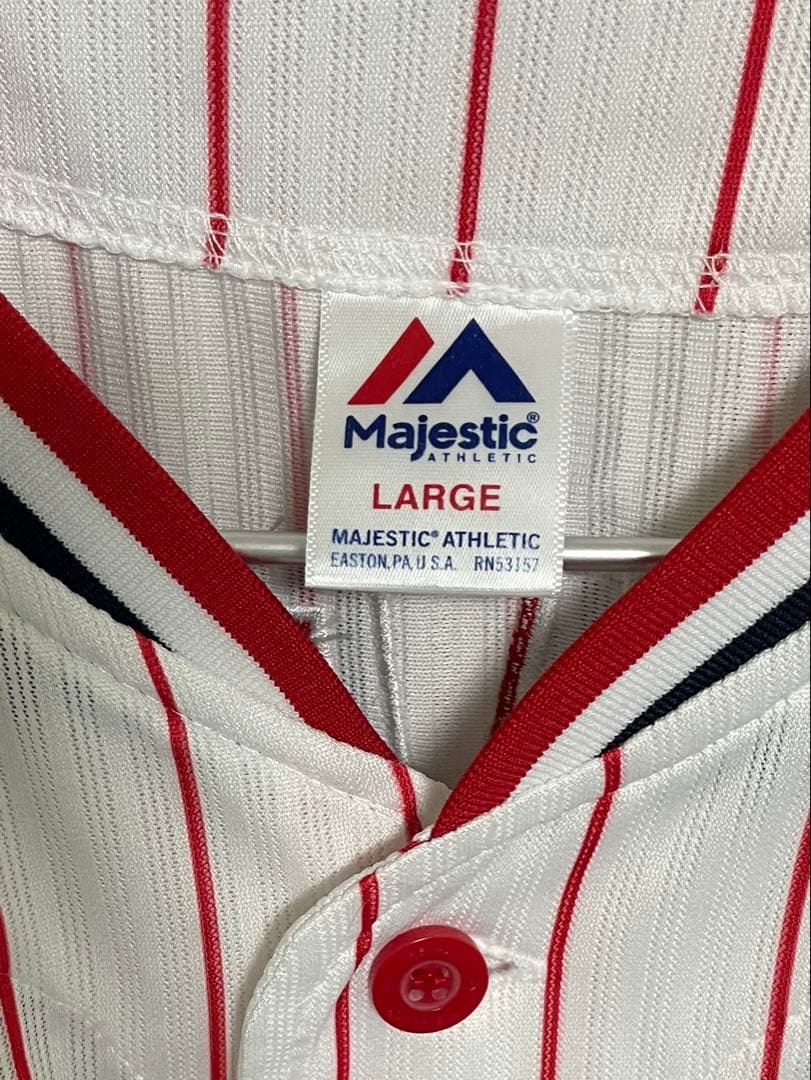 Majestic®
ATHLETIC
LARGE
MAJESTIC® ATHLETIC
EASTON, PA, U.S.A. RN53157